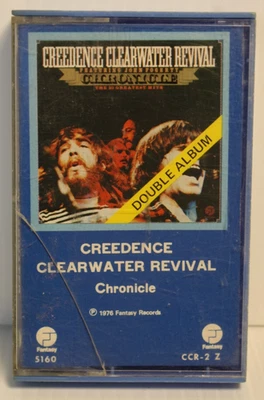 CREEDENCE CLEARWATER REVIVAL
FEATURING JOHN FOGERTY
CHRONICLE
THE 20 GREATEST HITS
DOUBLE ALBUM
CREEDENCE
CLEARWATER REVIVAL
Chronicle
℗ 1976 Fantasy Records
Fantasy
5160
Fantasy
CCR-2 Z